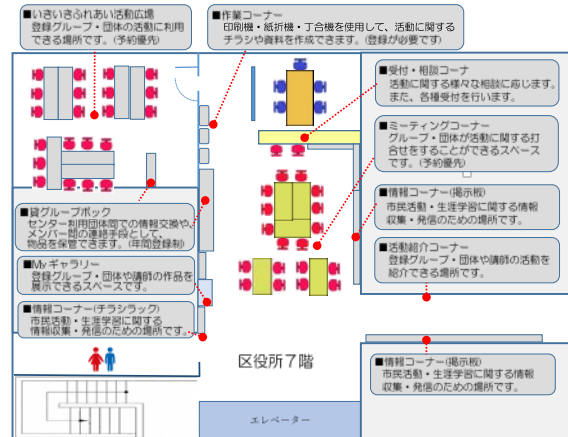 ■いきいきふれあい活動広場
登録グループ・団体の活動に利用
できる場所です。(予約優先)
■作業コーナー
印刷機・紙折機・丁合機を使用して、活動に関する
チラシや資料を作成できます。(登録が必要です)
■受付・相談コーナ
活動に関する様々な相談に応じます。
また、各種受付を行います。
■ミーティングコーナー
グループ・団体が活動に関する打
合せをすることができるスペース
です。(予約優先)
■情報コーナー(掲示板)
市民活動・生涯学習に関する情報
収集・発信のための場所です。
■活動紹介コーナー
登録グループ・団体や講師の活動を
紹介できる場所です。
■貸グループボック
センター利用団体間での情報交換や、
メンバー間の連絡手段として、
物品を保管できます。(年間登録制)
■Myギャラリー
登録グループ・団体や講師の作品を
展示できるスペースです。
■情報コーナー(チラシラック)
市民活動・生涯学習に関する
情報収集・発信のための場所です。
区役所7階
■情報コーナー(掲示板)
市民活動・生涯学習に関する情報
収集・発信のための場所です。
エレベーター